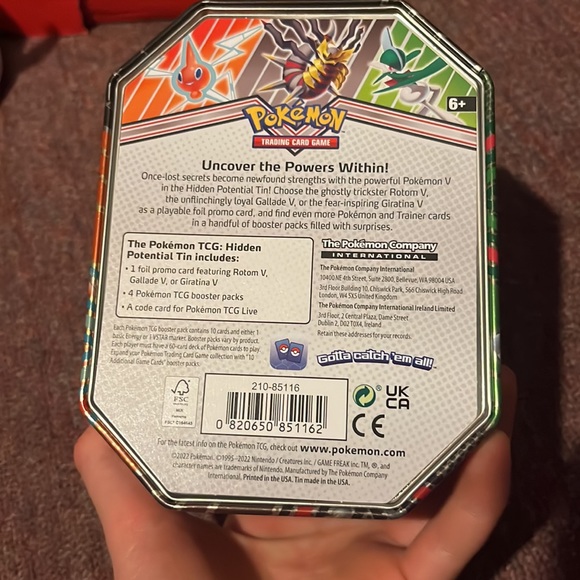 6+
POKéMON
TRADING CARD GAME
Uncover the Powers Within!
Once-lost secrets become newfound strengths with the powerful Pokémon V
in the Hidden Potential Tin! Choose the ghostly trickster Rotom V,
the unflinchingly loyal Gallade V, or the fear-inspiring Giratina V
as a playable foil promo card, and find even more Pokémon and Trainer cards
in a handful of booster packs filled with surprises.
The Pokémon TCG: Hidden
Potential Tin includes:
• 1 foil promo card featuring Rotom V,
Gallade V, or Giratina V
• 4 Pokémon TCG booster packs
• A code card for Pokémon TCG Live
Each Pokémon TCG booster pack contains 10 cards and either 1
basic Energy or 1 VSTAR marker. Booster packs vary by product.
Each player must have a 60-card deck of Pokémon cards to play.
Expand your Pokémon Trading Card Game collection with "10
Additional Game Cards" booster packs.
The Pokémon Company
INTERNATIONAL
The Pokémon Company International
10400 NE 4th Street, Suite 2800, Bellevue, WA 98004 USA
3rd Floor Building 10, Chiswick Park, 566 Chiswick High Road
London, W4 5XS United Kingdom
The Pokémon Company International Ireland Limited
3rd Floor, 2 Central Plaza, Dame Street
Dublin 2, D02 T0X4, Ireland
Retain these addresses for your records.
Gotta catch 'em all!
FSC
MIX
210-85116
0 820650 851162
UK
CA
CE
For the latest info on the Pokémon TCG, check out www.pokemon.com
©2022 Pokémon. ©1995–2022 Nintendo / Creatures Inc. / GAME FREAK inc. TM, ®, and
character names are trademarks of Nintendo. Manufactured by The Pokémon Company
International. Printed in the USA. Tin made in the USA.